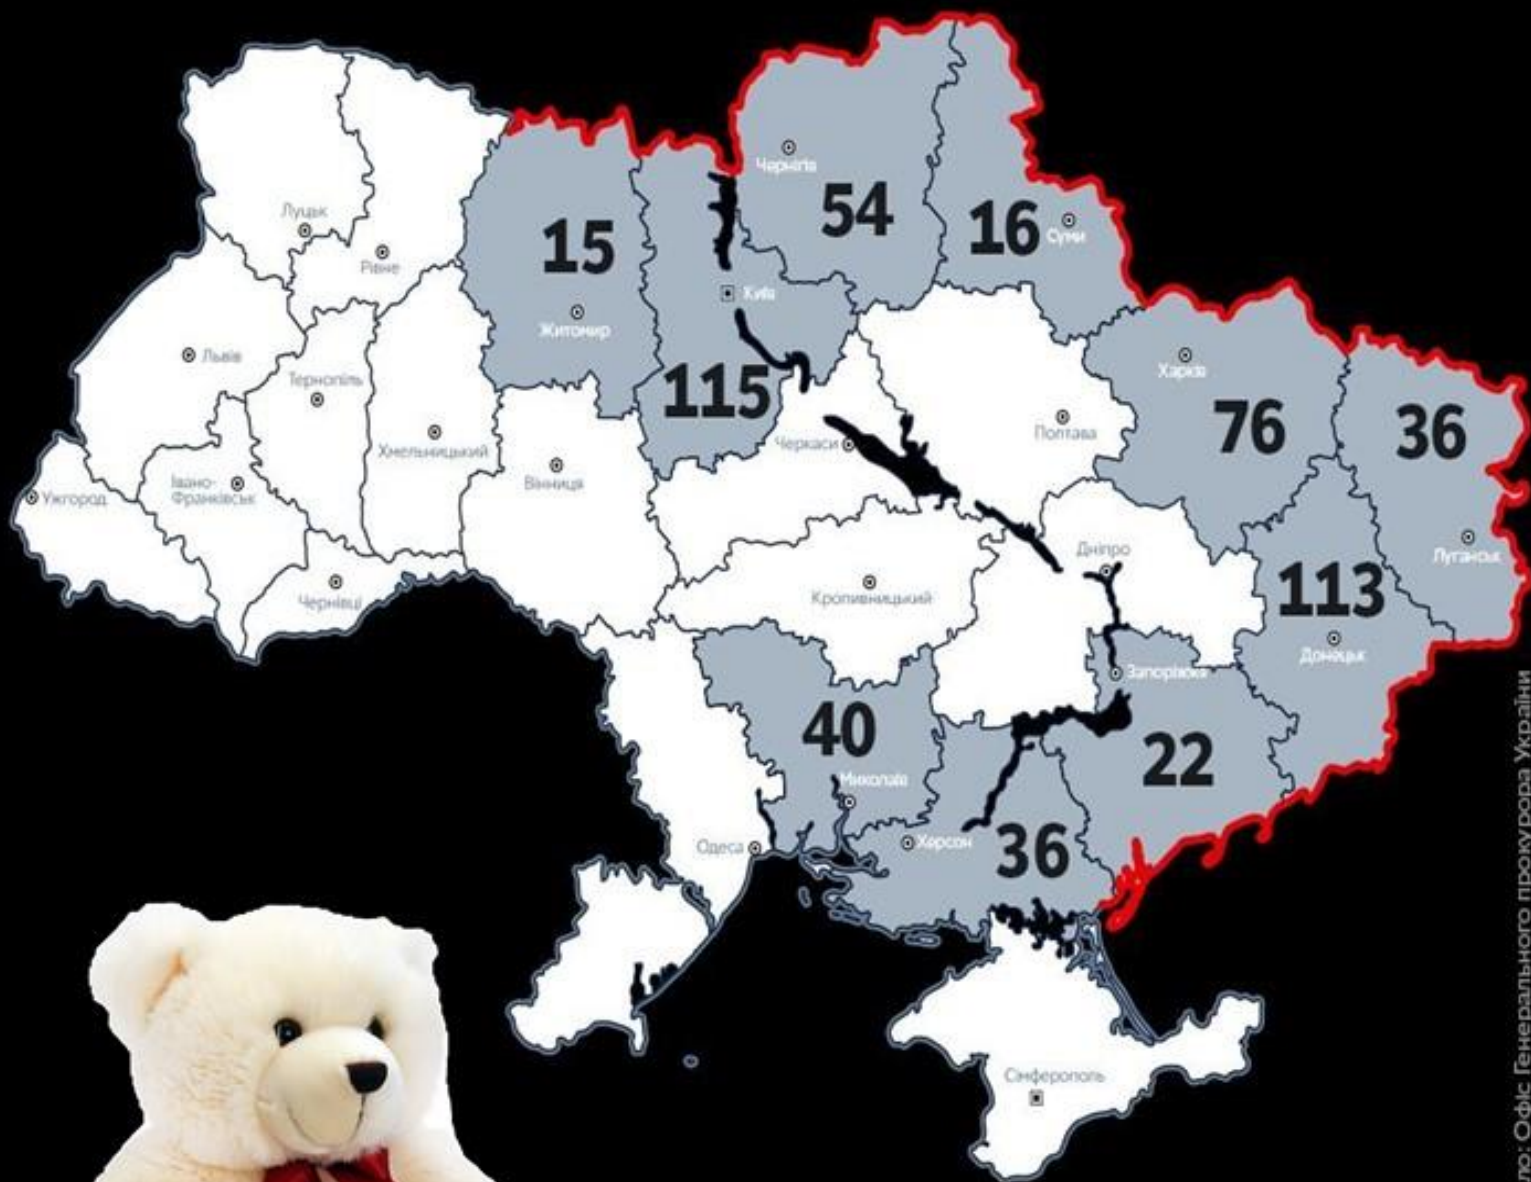 Чернігів
54
16
Суми
Луцьк
15
Рівне
Київ
Житомир
Львів
Харків
Тернопіль
115
76
36
Полтава
Хмельницький
Черкаси
Вінниця
Івано-
Франківськ
Ужгород
Луганськ
Дніпро
113
Чернівці
Кропивницький
Донецьк
Запоріжжя
40
22
Миколаїв
Одеса
Херсон
36
Сімферополь
Офіс Генерального прокурора України